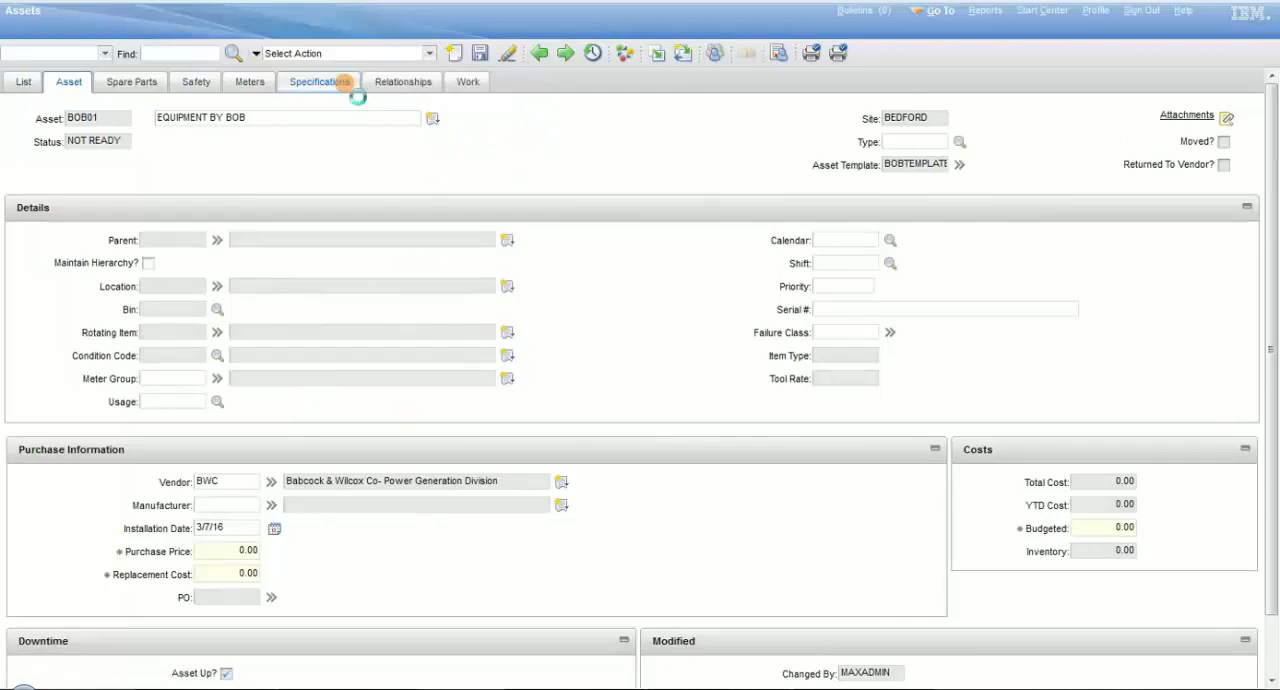 Assets
Bulletins (0) Go To Reports Start Center Profile Sign Out Help IBM.
Find: Select Action
List Asset Spare Parts Safety Meters Specifications Relationships Work
Asset: BOB01 EQUIPMENT BY BOB Site: BEDFORD Attachments
Status: NOT READY Type: Moved?
Asset Template: BOBTEMPLATE Returned To Vendor?
Details
Parent: Calendar:
Maintain Hierarchy? Shift:
Location: Priority:
Bin: Serial #:
Rotating Item: Failure Class:
Condition Code: Item Type:
Meter Group: Tool Rate:
Usage:
Purchase Information Costs
Vendor: BWC Babcock & Wilcox Co- Power Generation Division Total Cost: 0.00
Manufacturer: YTD Cost: 0.00
Installation Date: 3/7/16 Budgeted: 0.00
Purchase Price: 0.00 Inventory: 0.00
Replacement Cost: 0.00
PO:
Downtime Modified
Asset Up? Changed By: MAXADMIN